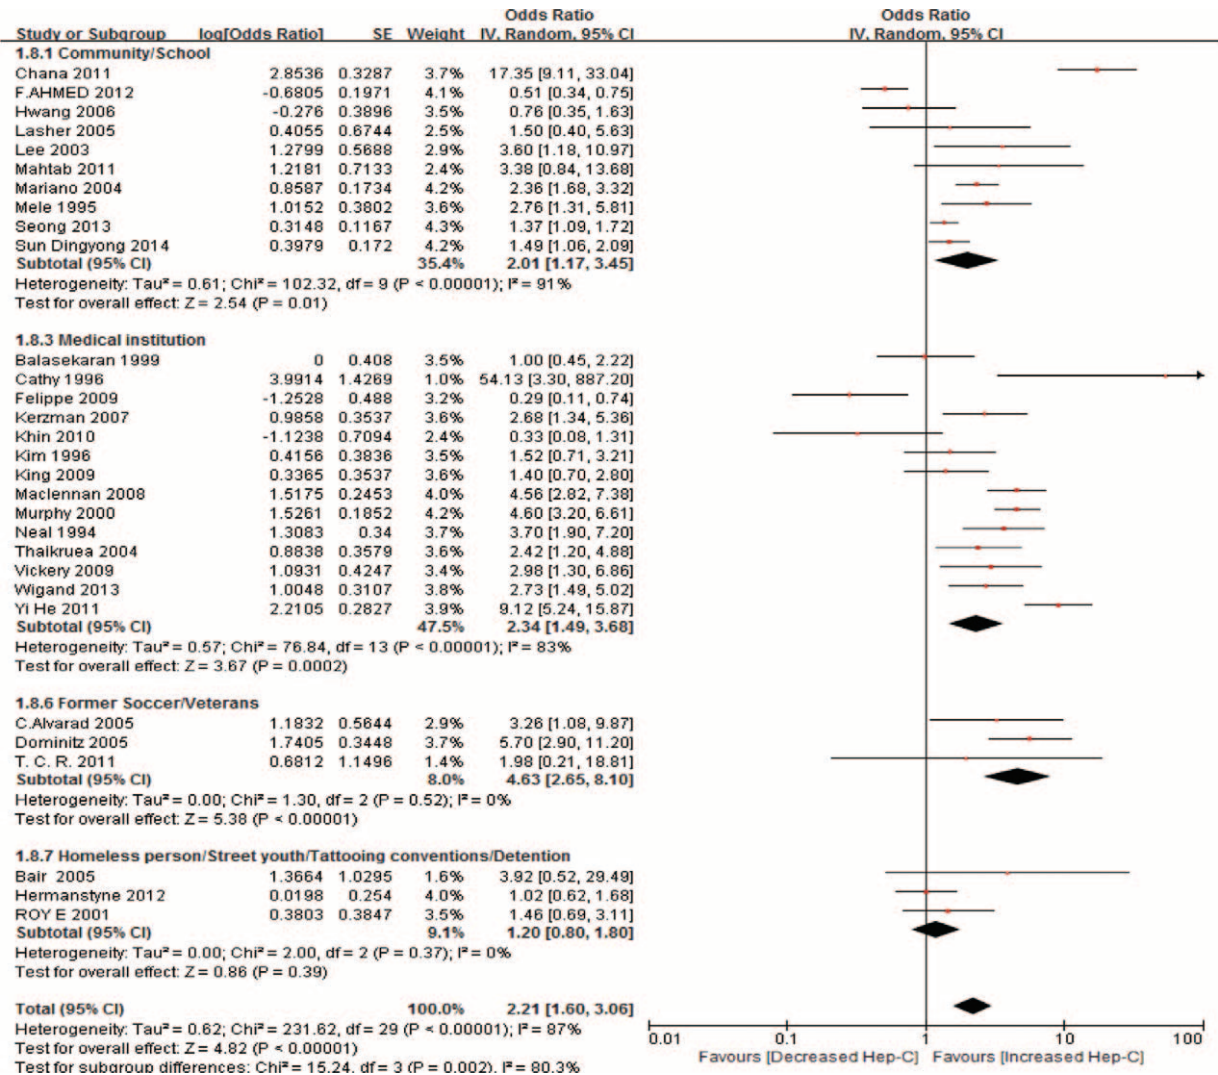 Odds Ratio Odds Ratio
Study or Subgroup log[Odds Ratio] SE Weight IV, Random, 95% CI IV, Random, 95% CI
1.8.1 Community/School
Chana 2011 2.8536 0.3287 3.7% 17.35 [9.11, 33.04]
F.AHMED 2012 -0.6805 0.1971 4.1% 0.51 [0.34, 0.75]
Hwang 2006 -0.276 0.3896 3.5% 0.76 [0.35, 1.63]
Lasher 2005 0.4055 0.6744 2.5% 1.50 [0.40, 5.63]
Lee 2003 1.2799 0.5688 2.9% 3.60 [1.18, 10.97]
Mahtab 2011 1.2181 0.7133 2.4% 3.38 [0.84, 13.68]
Mariano 2004 0.8587 0.1734 4.2% 2.36 [1.68, 3.32]
Mele 1995 1.0152 0.3802 3.6% 2.76 [1.31, 5.81]
Seong 2013 0.3148 0.1167 4.3% 1.37 [1.09, 1.72]
Sun Dingyong 2014 0.3979 0.172 4.2% 1.49 [1.06, 2.09]
Subtotal (95% CI) 35.4% 2.01 [1.17, 3.45]
Heterogeneity: Tau² = 0.61; Chi² = 102.32, df = 9 (P < 0.00001); I² = 91%
Test for overall effect: Z = 2.54 (P = 0.01)
1.8.3 Medical institution
Balasekaran 1999 0 0.408 3.5% 1.00 [0.45, 2.22]
Cathy 1996 3.9914 1.4269 1.0% 54.13 [3.30, 887.20]
Felippe 2009 -1.2528 0.488 3.2% 0.29 [0.11, 0.74]
Kerzman 2007 0.9858 0.3537 3.6% 2.68 [1.34, 5.36]
Khin 2010 -1.1238 0.7094 2.4% 0.33 [0.08, 1.31]
Kim 1996 0.4156 0.3836 3.5% 1.52 [0.71, 3.21]
King 2009 0.3365 0.3537 3.6% 1.40 [0.70, 2.80]
Maclennan 2008 1.5175 0.2453 4.0% 4.56 [2.82, 7.38]
Murphy 2000 1.5261 0.1852 4.2% 4.60 [3.20, 6.61]
Neal 1994 1.3083 0.34 3.7% 3.70 [1.90, 7.20]
Thaikruea 2004 0.8838 0.3579 3.6% 2.42 [1.20, 4.88]
Vickery 2009 1.0931 0.4247 3.4% 2.98 [1.30, 6.86]
Wigand 2013 1.0048 0.3107 3.8% 2.73 [1.49, 5.02]
Yi He 2011 2.2105 0.2827 3.9% 9.12 [5.24, 15.87]
Subtotal (95% CI) 47.5% 2.34 [1.49, 3.68]
Heterogeneity: Tau² = 0.57; Chi² = 76.84, df = 13 (P < 0.00001); I² = 83%
Test for overall effect: Z = 3.67 (P = 0.0002)
1.8.6 Former Soccer/Veterans
C.Alvarad 2005 1.1832 0.5644 2.9% 3.26 [1.08, 9.87]
Dominitz 2005 1.7405 0.3448 3.7% 5.70 [2.90, 11.20]
T. C. R. 2011 0.6812 1.1496 1.4% 1.98 [0.21, 18.81]
Subtotal (95% CI) 8.0% 4.63 [2.65, 8.10]
Heterogeneity: Tau² = 0.00; Chi² = 1.30, df = 2 (P = 0.52); I² = 0%
Test for overall effect: Z = 5.38 (P < 0.00001)
1.8.7 Homeless person/Street youth/Tattooing conventions/Detention
Bair 2005 1.3664 1.0295 1.6% 3.92 [0.52, 29.49]
Hermanstyne 2012 0.0198 0.254 4.0% 1.02 [0.62, 1.68]
ROY E 2001 0.3803 0.3847 3.5% 1.46 [0.69, 3.11]
Subtotal (95% CI) 9.1% 1.20 [0.80, 1.80]
Heterogeneity: Tau² = 0.00; Chi² = 2.00, df = 2 (P = 0.37); I² = 0%
Test for overall effect: Z = 0.86 (P = 0.39)
Total (95% CI) 100.0% 2.21 [1.60, 3.06]
Heterogeneity: Tau² = 0.62; Chi² = 231.62, df = 29 (P < 0.00001); I² = 87%
Test for overall effect: Z = 4.82 (P < 0.00001)
Test for subgroup differences: Chi² = 15.24, df = 3 (P = 0.002), I² = 80.3%
0.01 0.1 1 10 100
Favours [Decreased Hep-C] Favours [Increased Hep-C]